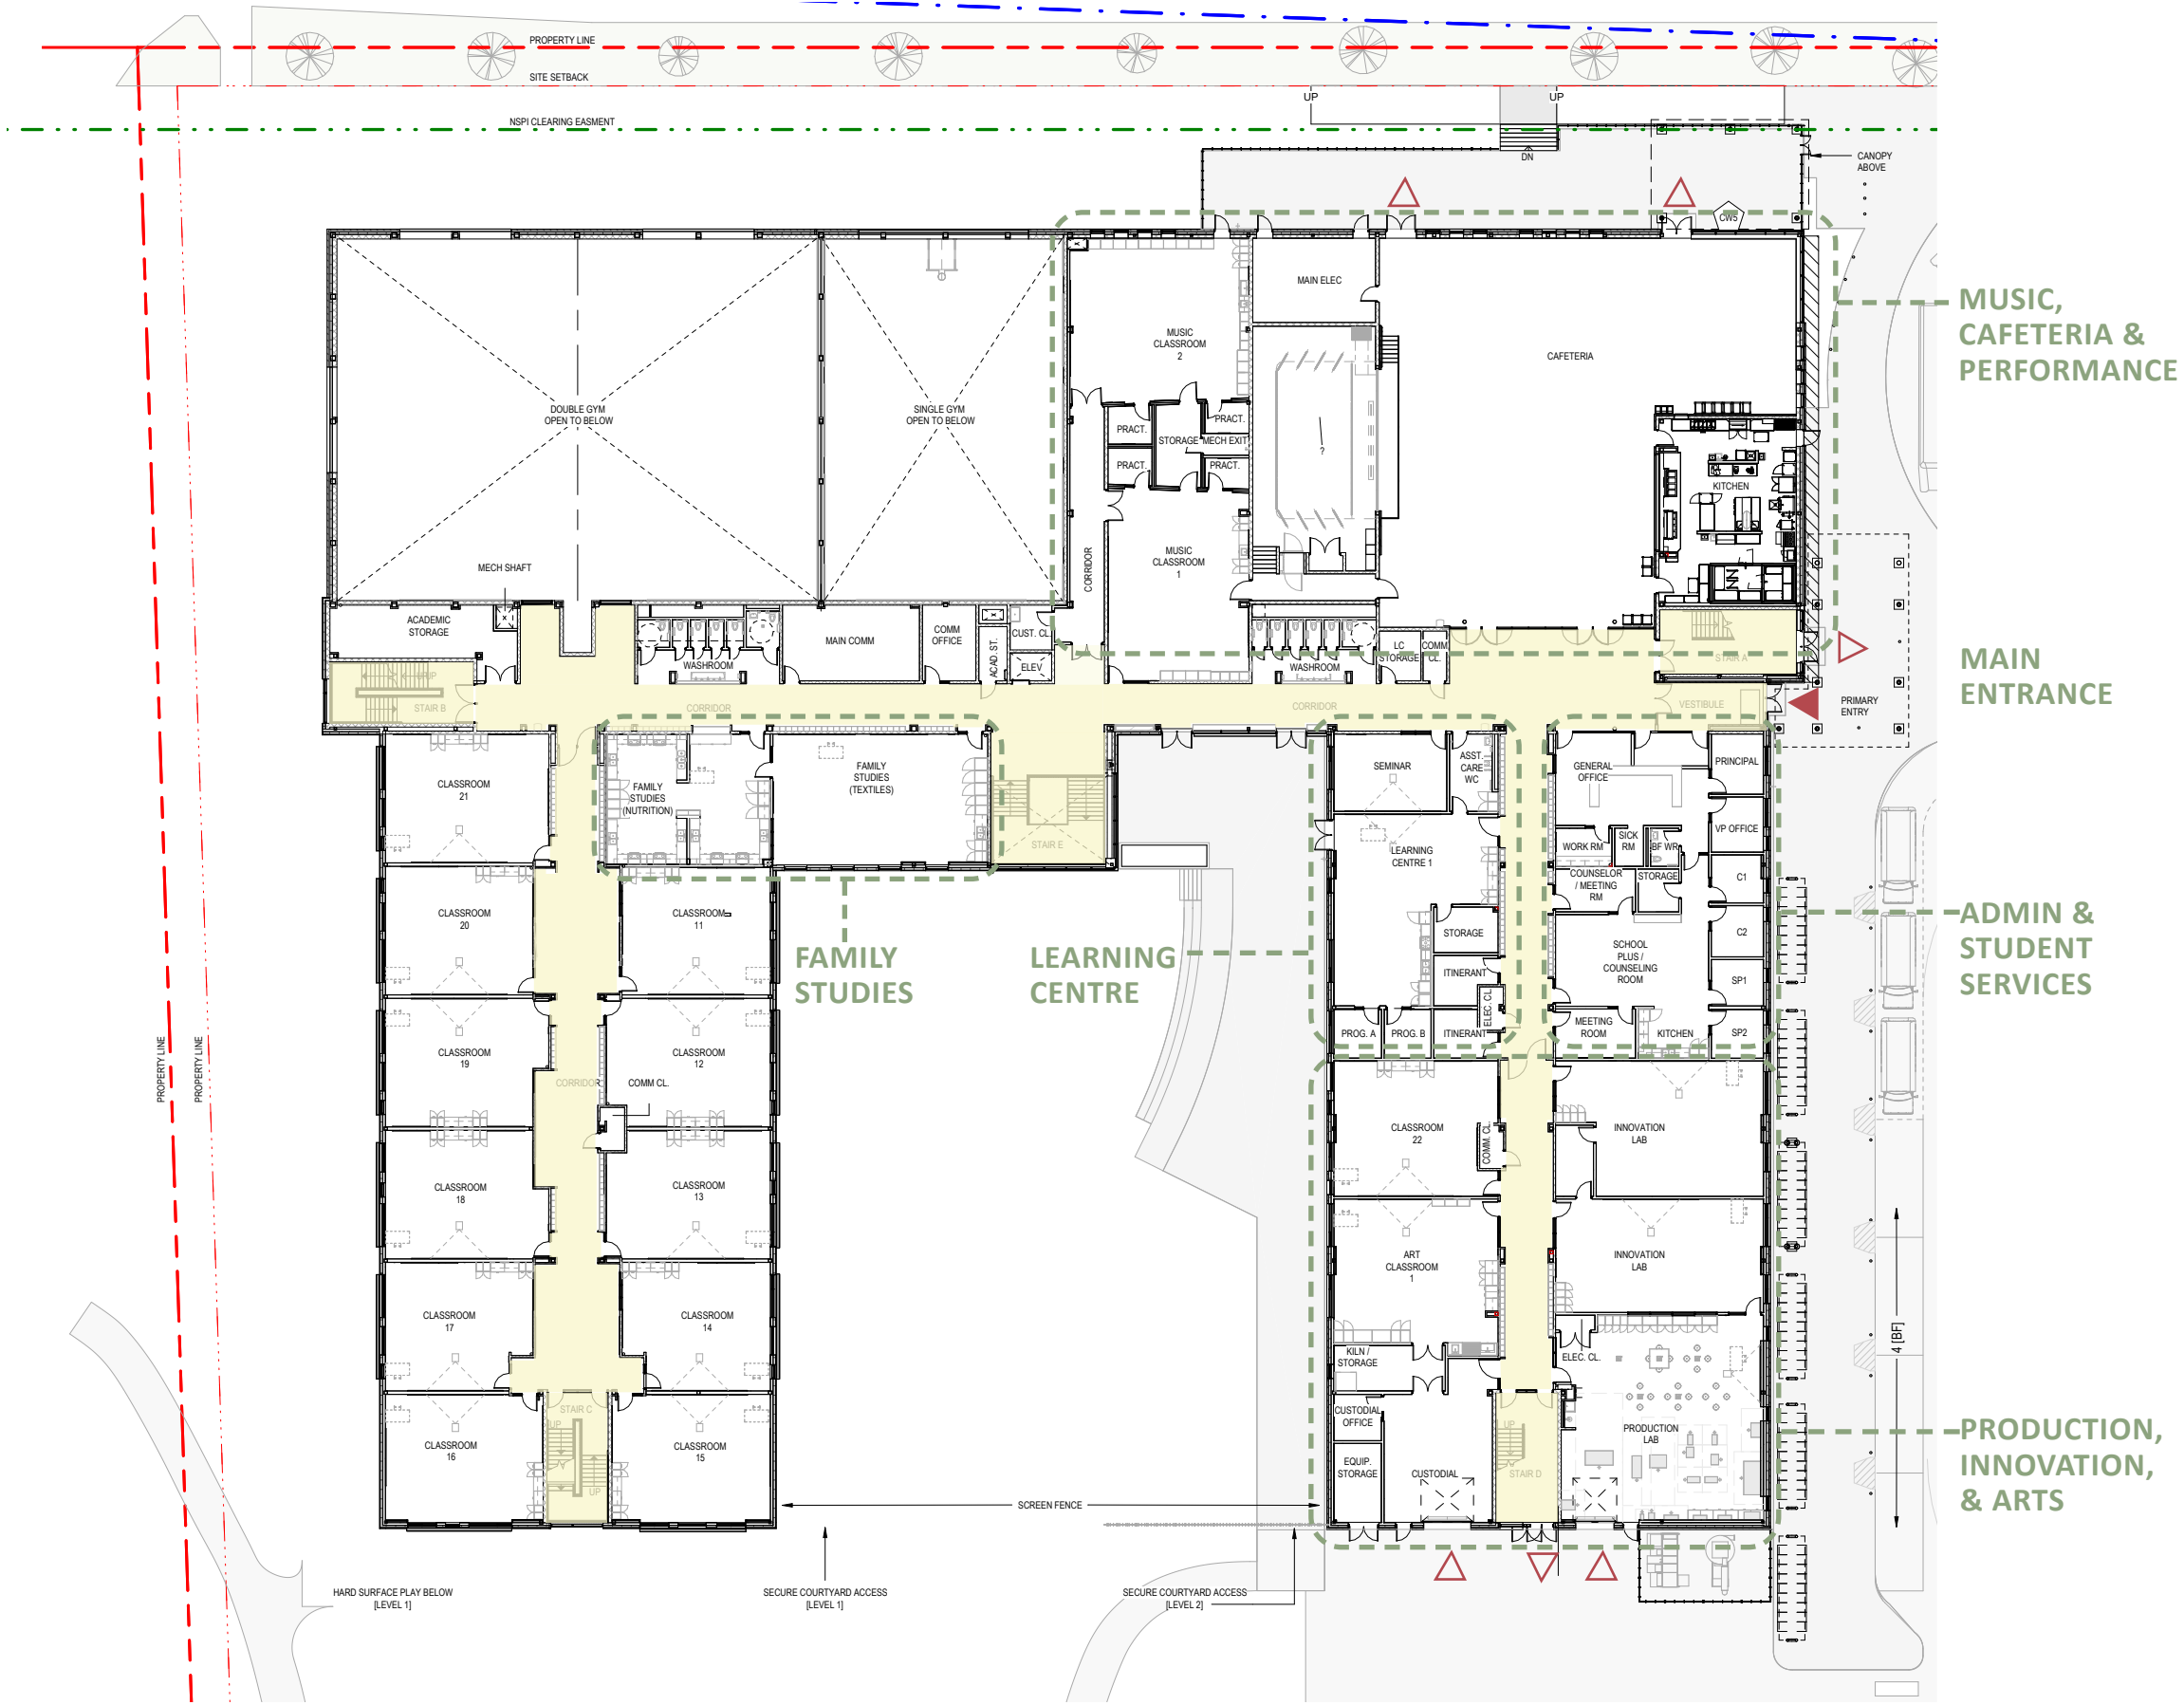 PROPERTY LINE
SITE SETBACK
UP
UP
NSPI CLEARING EASMENT
DN
CANOPY
ABOVE
CW5
MUSIC,
CAFETERIA &
PERFORMANCE
MAIN ELEC
MUSIC
CLASSROOM
2
CAFETERIA
DOUBLE GYM
OPEN TO BELOW
SINGLE GYM
OPEN TO BELOW
PRACT.
PRACT.
STORAGE
MECH EXIT
PRACT.
PRACT.
?
KITCHEN
MECH SHAFT
CORRIDOR
MUSIC
CLASSROOM
1
ACADEMIC
STORAGE
WASHROOM
MAIN COMM
COMM
OFFICE
ACAD. ST.
CUST. CL.
ELEV
WASHROOM
LC
STORAGE
COMM.
CL.
STAIR A
MAIN
ENTRANCE
UP
STAIR B
CORRIDOR
CORRIDOR
VESTIBULE
PRIMARY
ENTRY
CLASSROOM
21
FAMILY
STUDIES
(NUTRITION)
FAMILY
STUDIES
(TEXTILES)
STAIR E
SEMINAR
ASST.
CARE
WC
GENERAL
OFFICE
PRINCIPAL
LEARNING
CENTRE 1
WORK RM
SICK
RM
BF WR
VP OFFICE
COUNSELOR
/ MEETING
RM
STORAGE
C1
CLASSROOM
20
CLASSROOM
11
FAMILY
STUDIES
LEARNING
CENTRE
STORAGE
SCHOOL
PLUS /
COUNSELING
ROOM
C2
ADMIN &
STUDENT
SERVICES
ITINERANT
ELEC. CL.
SP1
PROG. A
PROG. B
ITINERANT
MEETING
ROOM
KITCHEN
SP2
PROPERTY LINE
PROPERTY LINE
CLASSROOM
19
CORRIDOR
COMM CL.
CLASSROOM
12
CLASSROOM
22
COMM. CL.
INNOVATION
LAB
CLASSROOM
18
CLASSROOM
13
ART
CLASSROOM
1
INNOVATION
LAB
CLASSROOM
17
CLASSROOM
14
4 [BF]
KILN /
STORAGE
ELEC. CL.
STAIR C
UP
UP
CLASSROOM
16
CLASSROOM
15
CUSTODIAL
OFFICE
UP
STAIR D
PRODUCTION
LAB
PRODUCTION,
INNOVATION,
& ARTS
EQUIP.
STORAGE
CUSTODIAL
SCREEN FENCE
HARD SURFACE PLAY BELOW
[LEVEL 1]
SECURE COURTYARD ACCESS
[LEVEL 1]
SECURE COURTYARD ACCESS
[LEVEL 2]